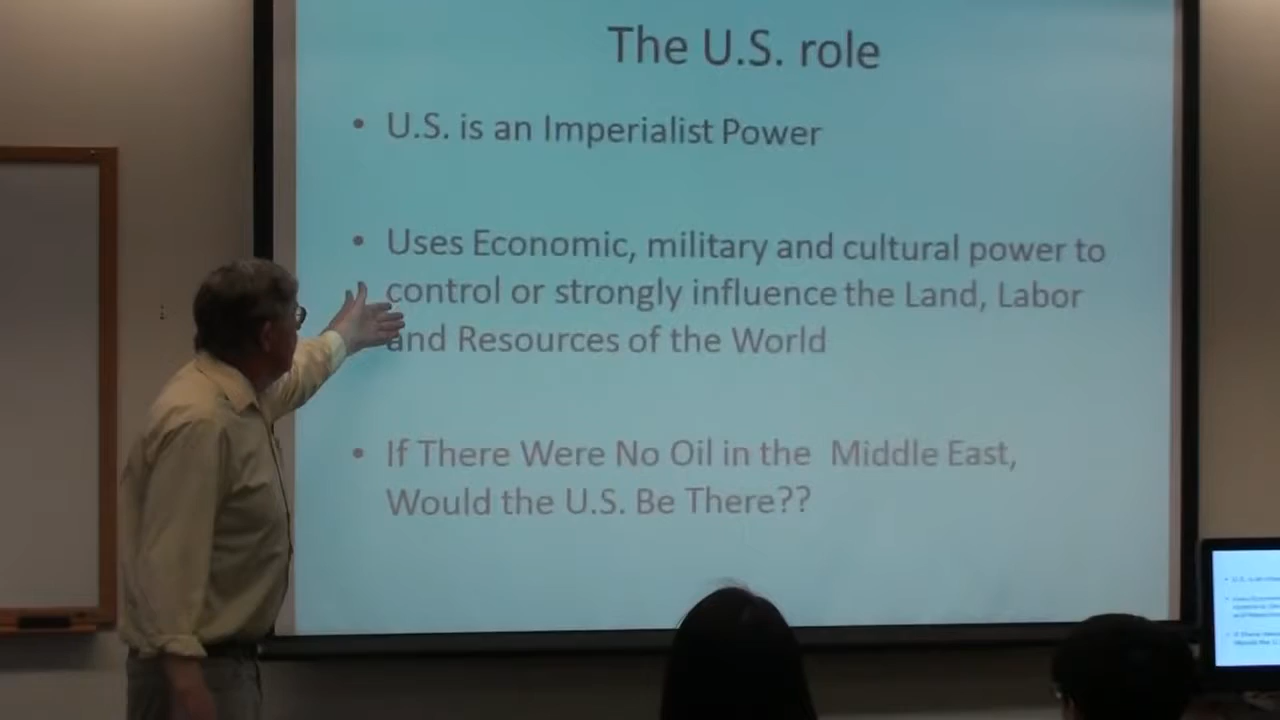 The U.S. role
• U.S. is an Imperialist Power
• Uses Economic, military and cultural power to
control or strongly influence the Land, Labor
and Resources of the World
• If There Were No Oil in the Middle East,
Would the U.S. Be There??